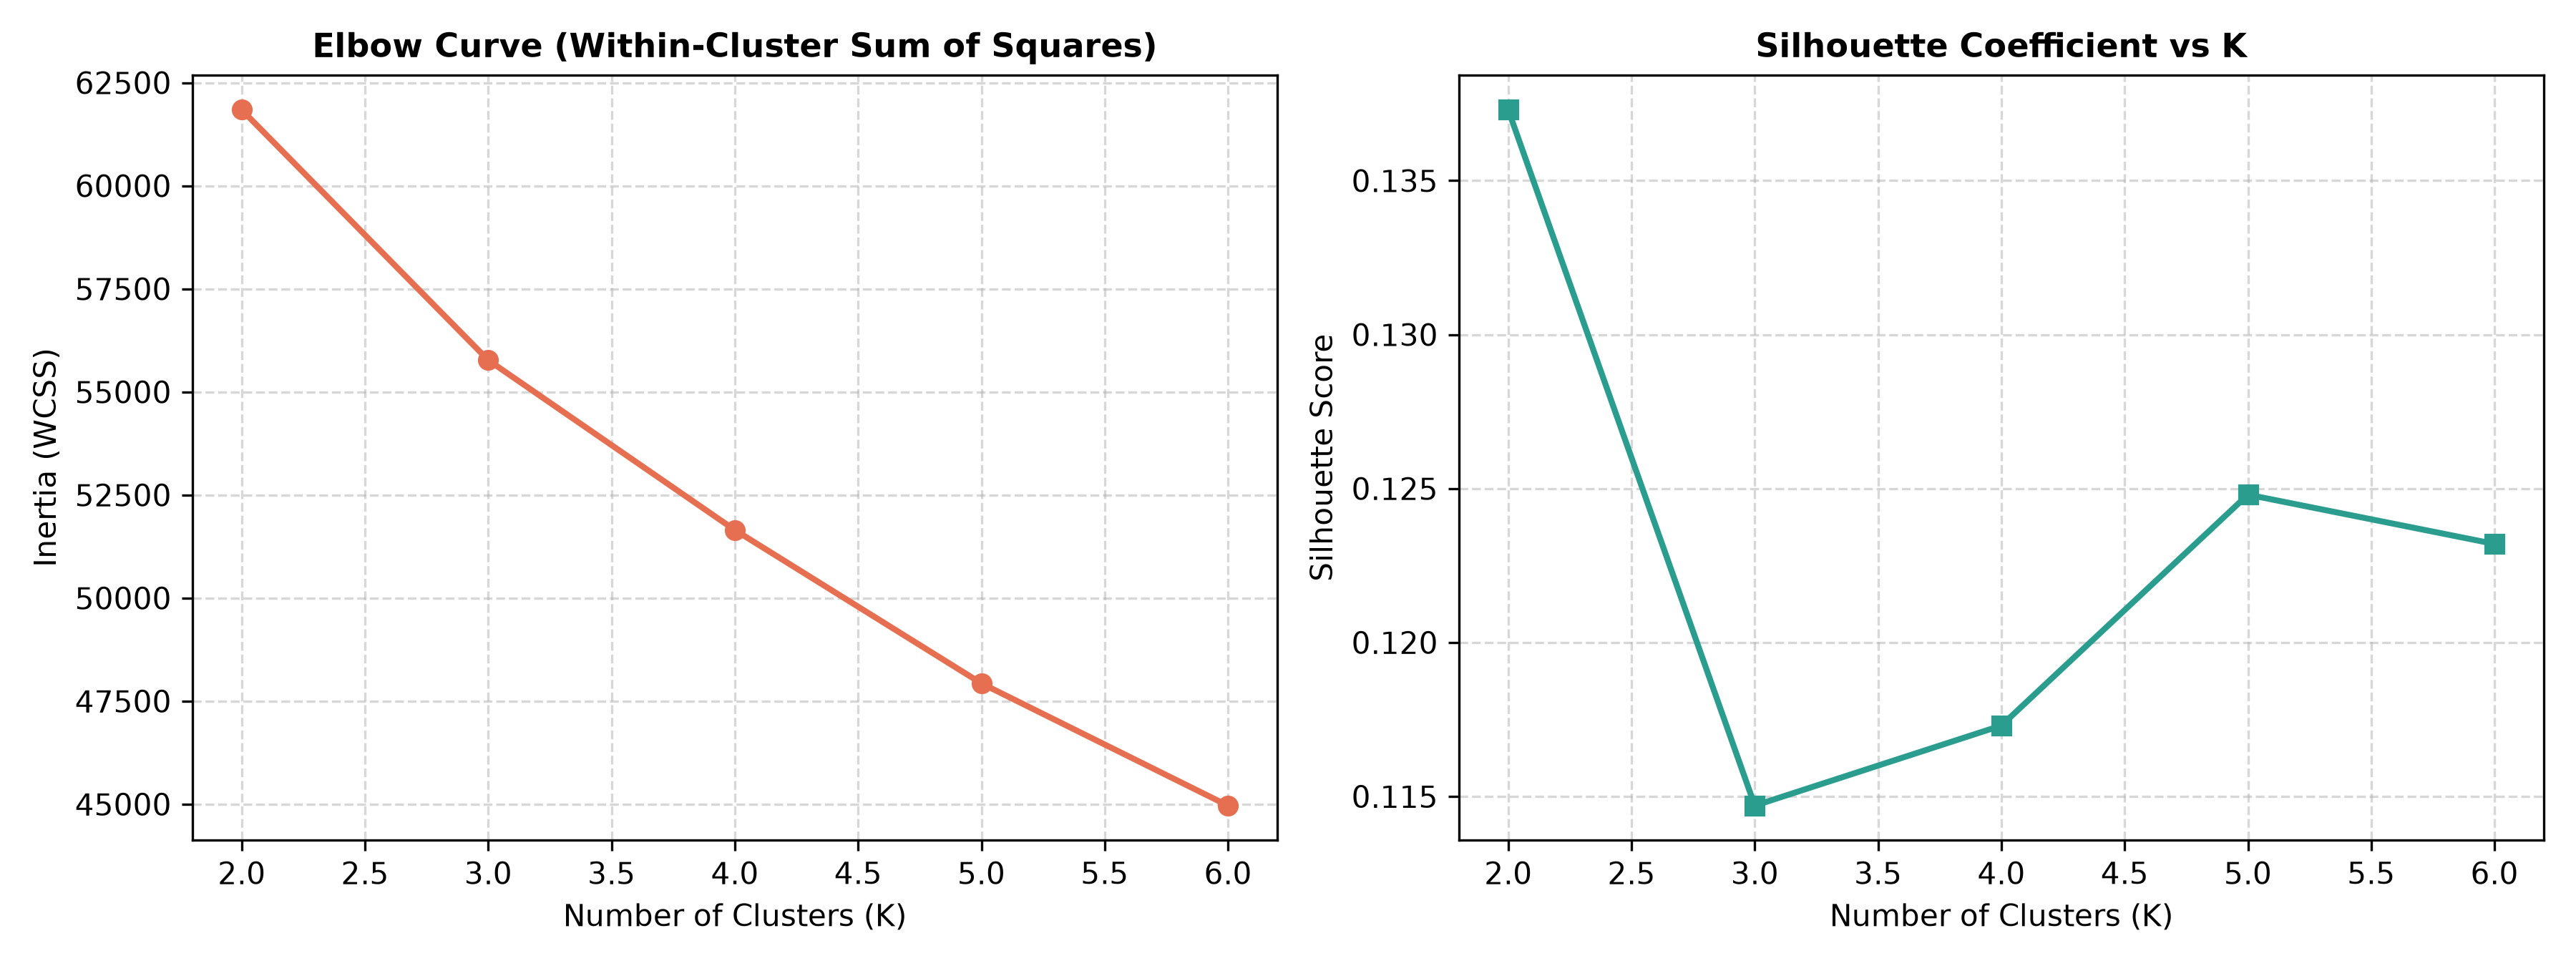 Elbow Curve (Within-Cluster Sum of Squares)
62500
60000
57500
55000
52500
50000
47500
45000
Inertia (WCSS)
2.0 2.5 3.0 3.5 4.0 4.5 5.0 5.5 6.0
Number of Clusters (K)
Silhouette Coefficient vs K
0.135
0.130
0.125
0.120
0.115
Silhouette Score
2.0 2.5 3.0 3.5 4.0 4.5 5.0 5.5 6.0
Number of Clusters (K)